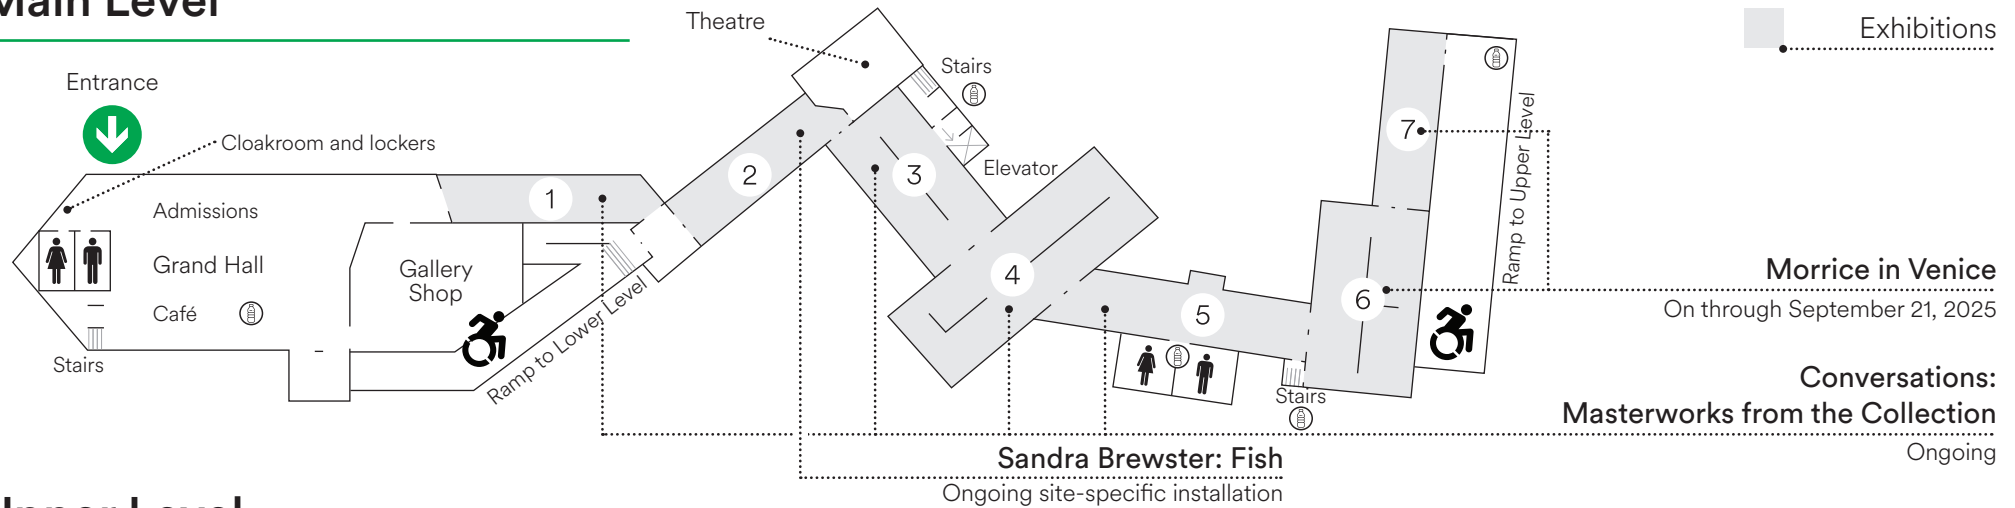 Main Level
Theatre
Exhibitions
Entrance
Stairs
Cloakroom and lockers
Elevator
Ramp to Upper Level
1
2
3
4
5
6
7
Admissions
Grand Hall
Café
Stairs
Gallery
Shop
Ramp to Lower Level
Stairs
Morrice in Venice
On through September 21, 2025
Conversations:
Masterworks from the Collection
Ongoing
Sandra Brewster: Fish
Ongoing site-specific installation
Upper Level